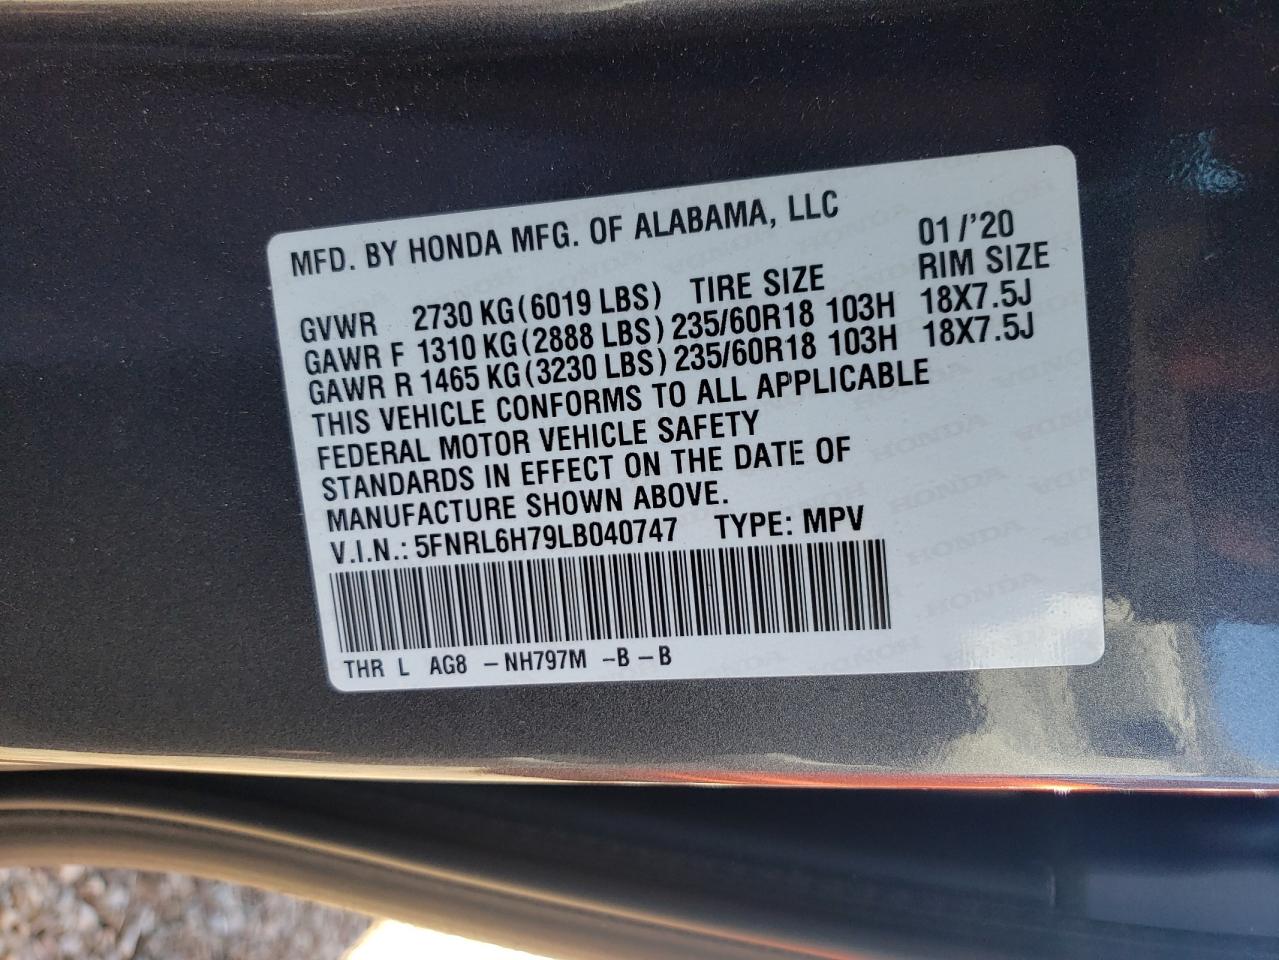 MFD. BY HONDA MFG. OF ALABAMA, LLC
01/'20
GVWR 2730 KG(6019 LBS) TIRE SIZE RIM SIZE
GAWR F 1310 KG(2888 LBS) 235/60R18 103H 18X7.5J
GAWR R 1465 KG(3230 LBS) 235/60R18 103H 18X7.5J
THIS VEHICLE CONFORMS TO ALL APPLICABLE
FEDERAL MOTOR VEHICLE SAFETY
STANDARDS IN EFFECT ON THE DATE OF
MANUFACTURE SHOWN ABOVE.
V.I.N.: 5FNRL6H79LB040747 TYPE: MPV
THR L AG8 -NH797M -B-B